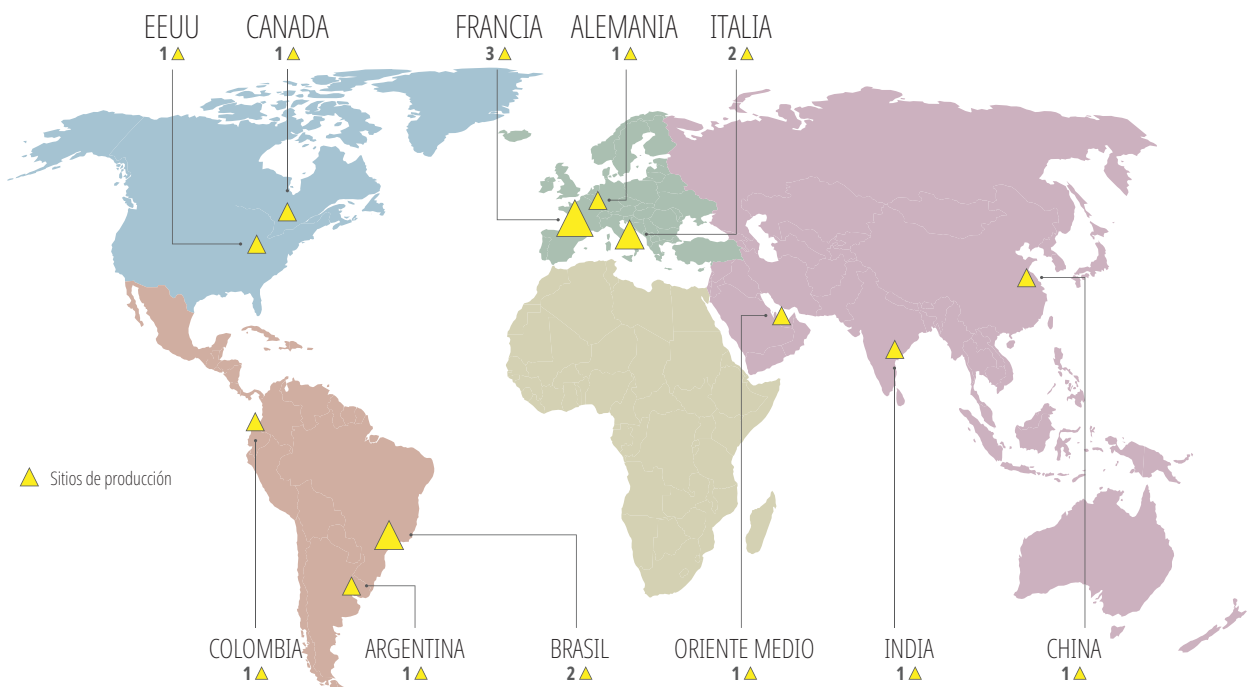 EEUU
1
CANADA
1
FRANCIA
3
ALEMANIA
1
ITALIA
2
Sitios de producción
COLOMBIA
1
ARGENTINA
1
BRASIL
2
ORIENTE MEDIO
1
INDIA
1
CHINA
1